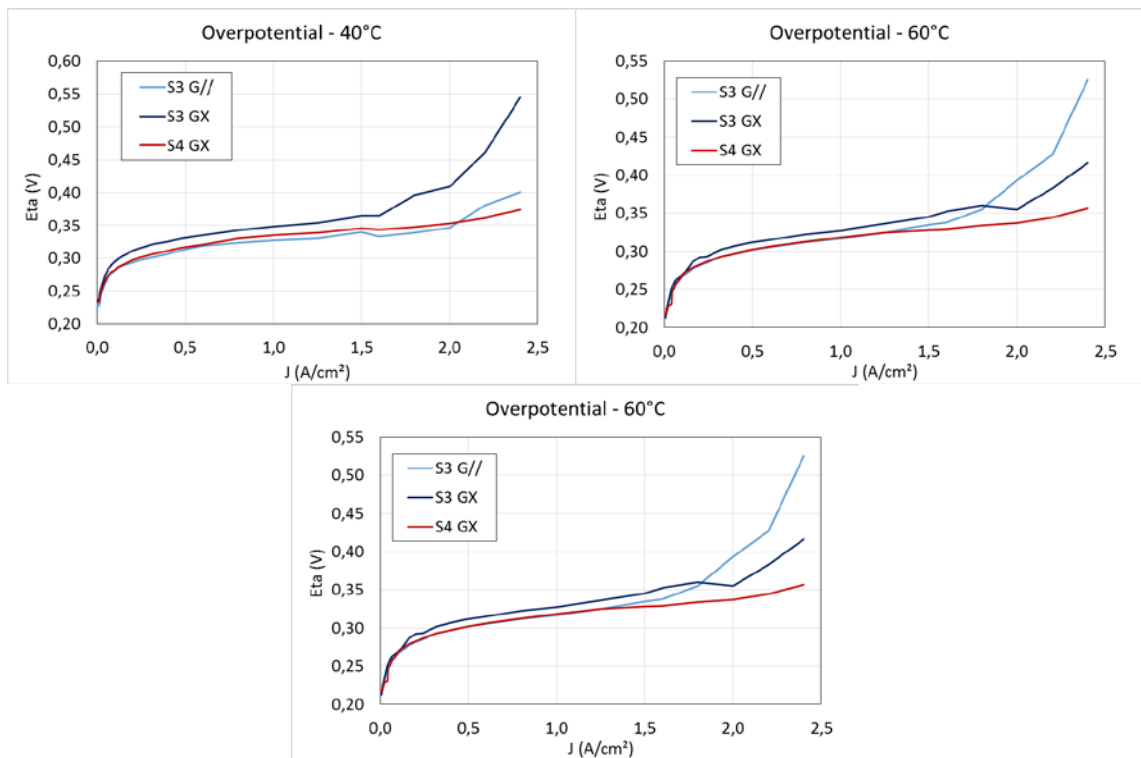 Overpotential - 40°C
0,60
0,55
0,50
0,45
0,40
0,35
0,30
0,25
0,20
Eta (V)
S3 G//
S3 GX
S4 GX
0,0 0,5 1,0 1,5 2,0 2,5
J (A/cm²)
Overpotential - 60°C
0,55
0,50
0,45
0,40
0,35
0,30
0,25
0,20
Eta (V)
S3 G//
S3 GX
S4 GX
0,0 0,5 1,0 1,5 2,0 2,5
J (A/cm²)
Overpotential - 60°C
0,55
0,50
0,45
0,40
0,35
0,30
0,25
0,20
Eta (V)
S3 G//
S3 GX
S4 GX
0,0 0,5 1,0 1,5 2,0 2,5
J (A/cm²)